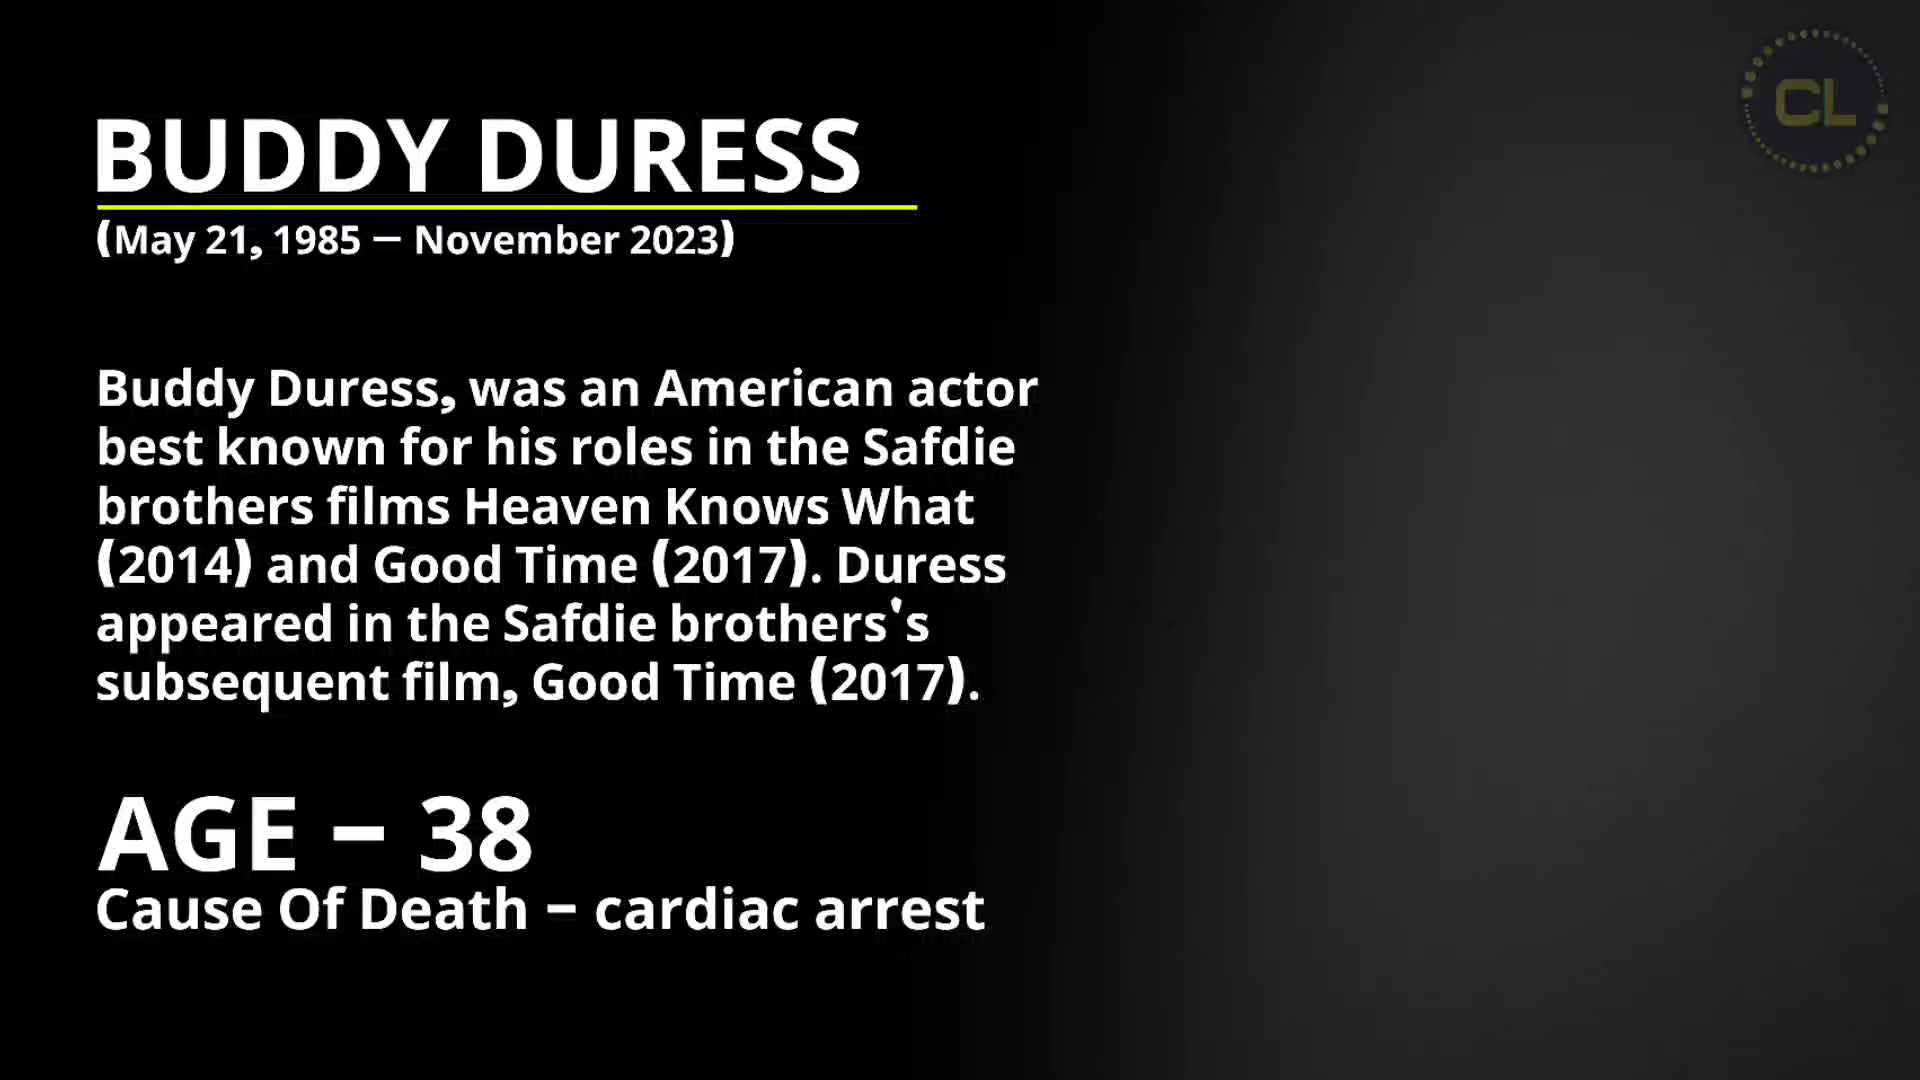 CL
BUDDY DURESS
(May 21, 1985 – November 2023)
Buddy Duress, was an American actor
best known for his roles in the Safdie
brothers films Heaven Knows What
(2014) and Good Time (2017). Duress
appeared in the Safdie brothers's
subsequent film, Good Time (2017).
AGE – 38
Cause Of Death – cardiac arrest